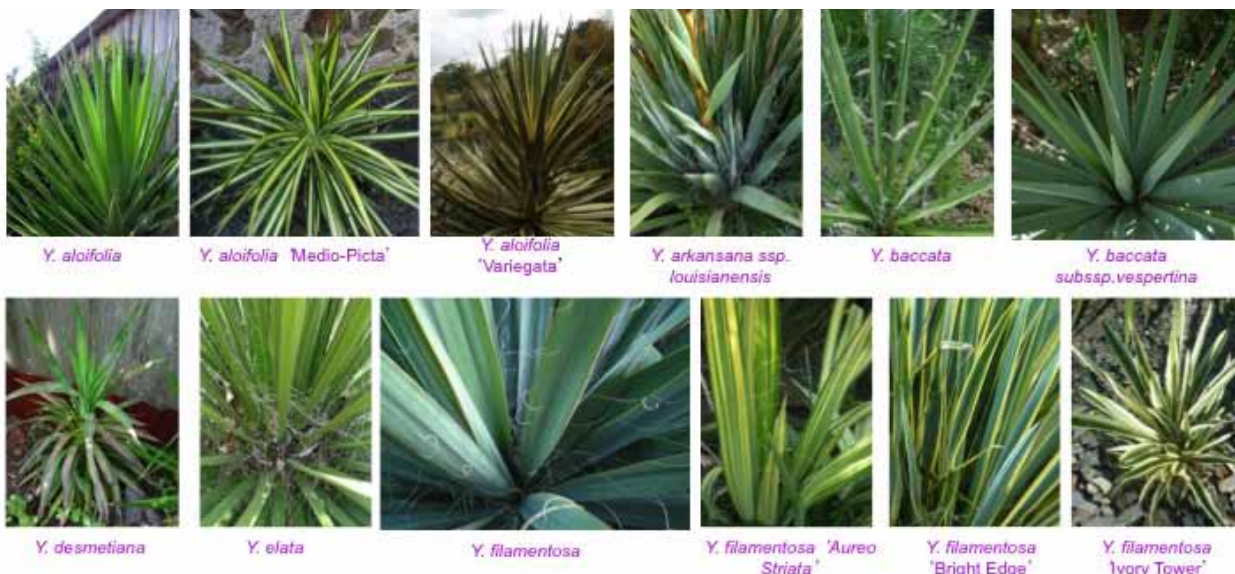 Y. aloifolia
Y. aloifolia 'Medio-Picta'
Y. aloifolia
'Variegata'
Y. arkansana ssp.
louisianensis
Y. baccata
Y. baccata
subssp.vespertina
Y. desmetiana
Y. elata
Y. filamentosa
Y. filamentosa 'Aureo
Striata'
Y. filamentosa
'Bright Edge'
Y. filamentosa
'Ivory Tower'